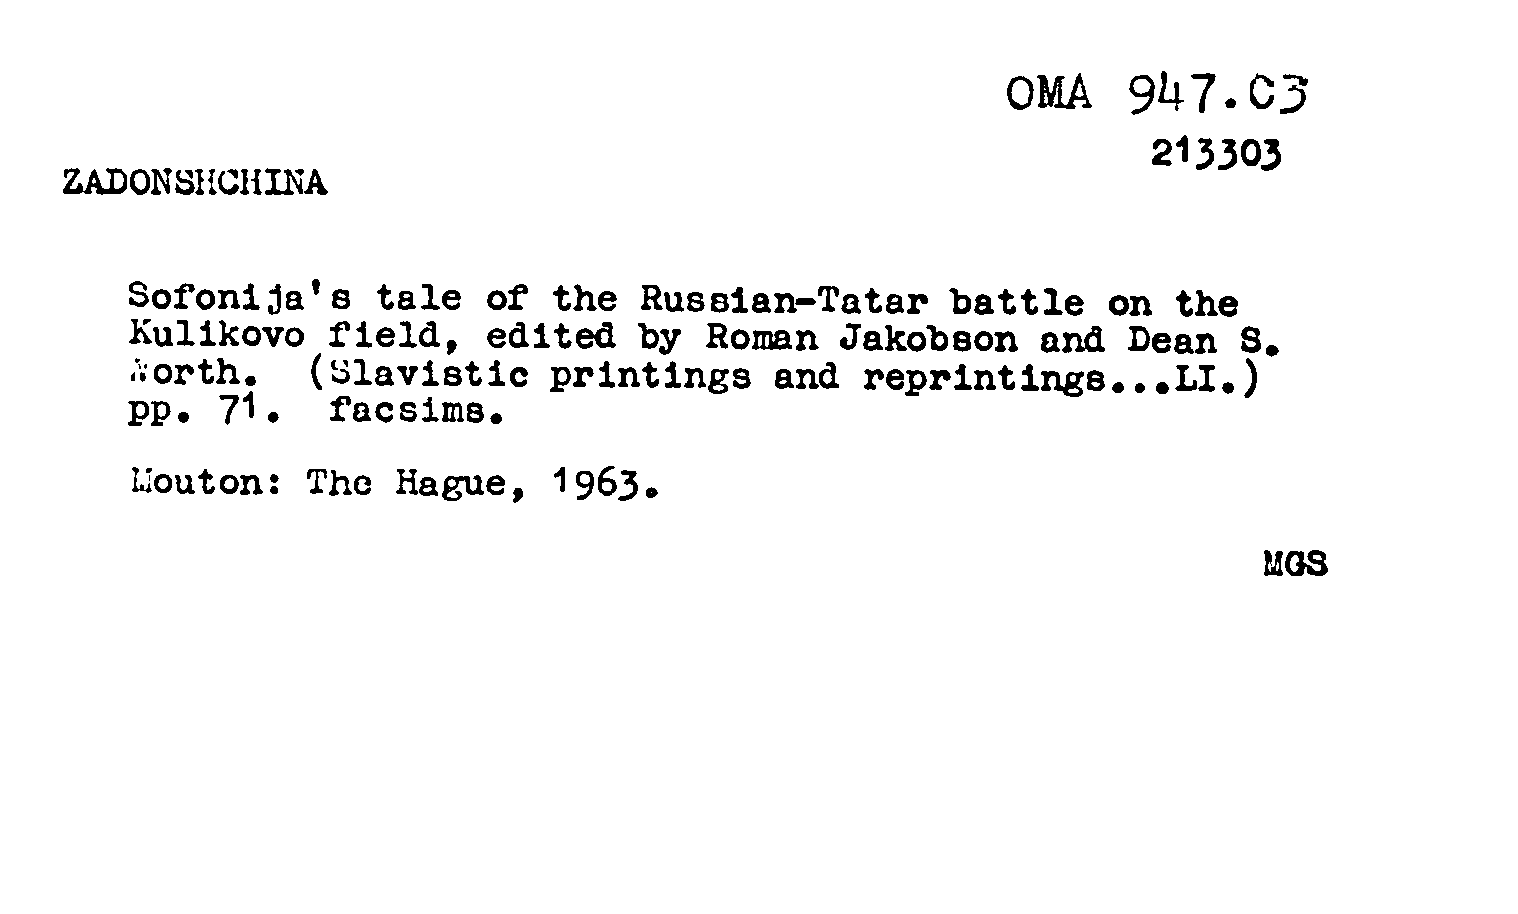 OMA 947.03
213303
ZADONSHCHINA
Sofonija's tale of the Russian-Tatar battle on the
Kulikovo field, edited by Roman Jakobson and Dean S.
Worth. (Slavistic printings and reprintings...LI.)
pp. 71. facsims.
Mouton: The Hague, 1963.
MGS